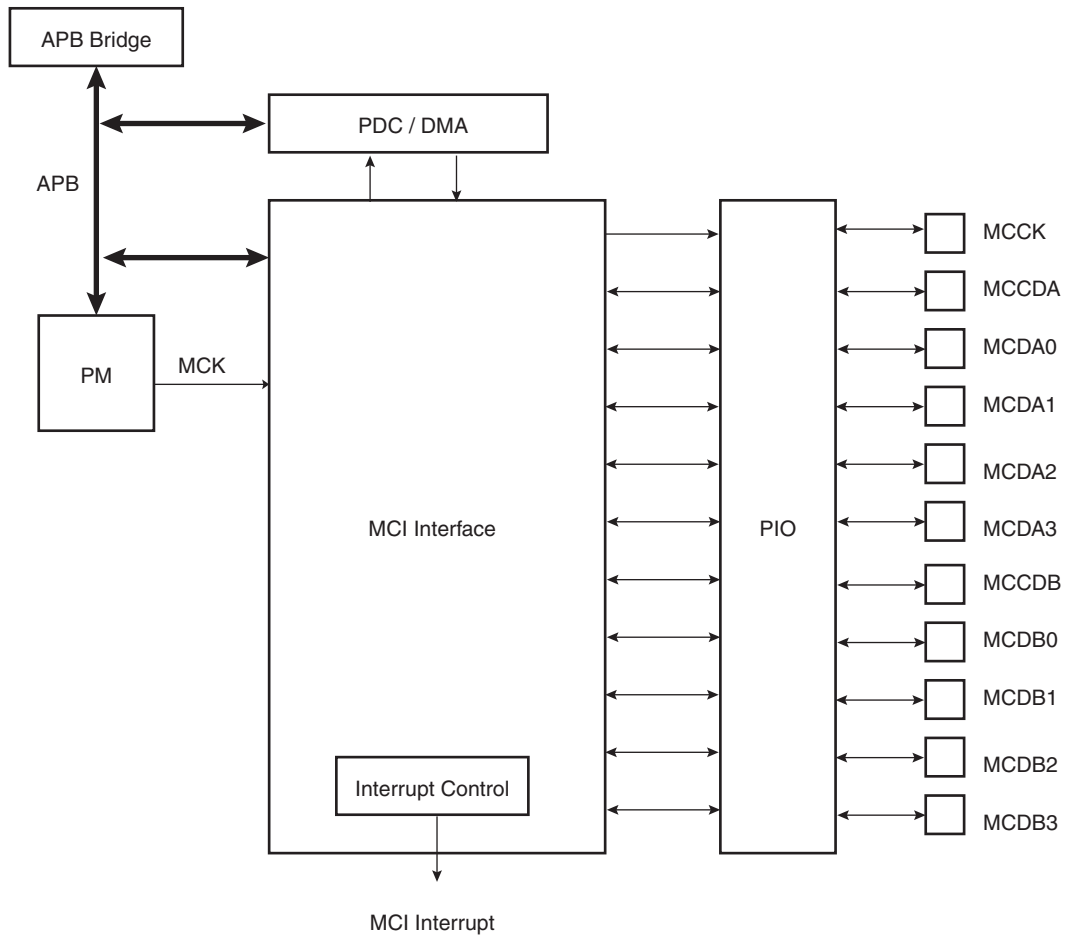 APB Bridge
PDC / DMA
APB
MCCK
MCCDA
MCDA0
MCK
PM
MCDA1
MCDA2
MCI Interface
PIO
MCDA3
MCCDB
MCDB0
MCDB1
MCDB2
Interrupt Control
MCDB3
MCI Interrupt